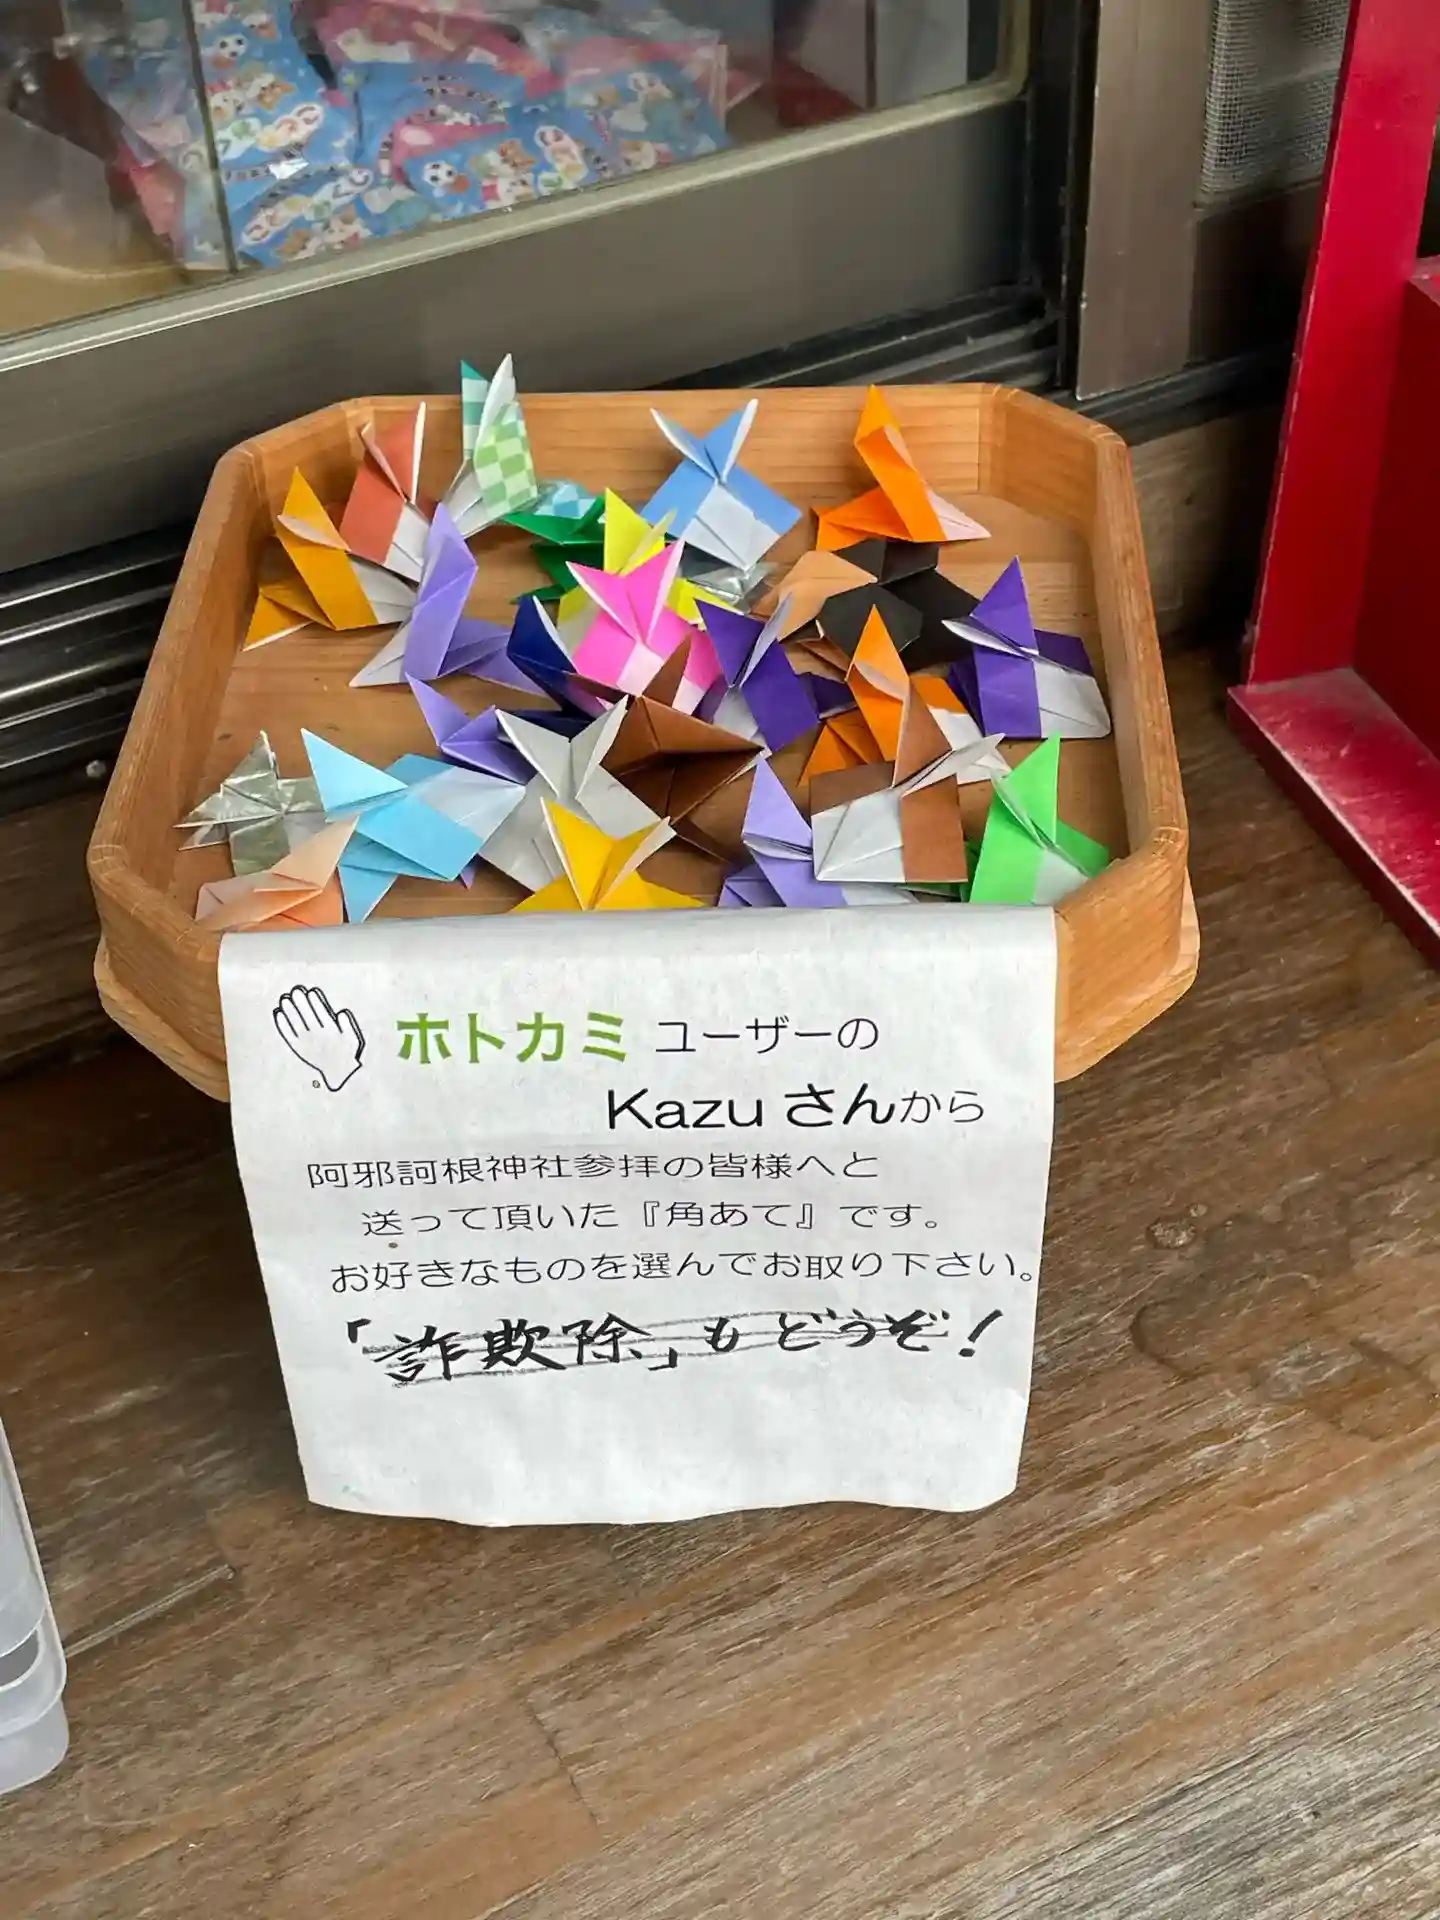 ホトカミ ユーザーの
Kazu さんから
阿邪訶根神社参拝の皆様へと
送って頂いた『角あて』です。
お好きなものを選んでお取り下さい。
「詐欺除」もどうぞ！